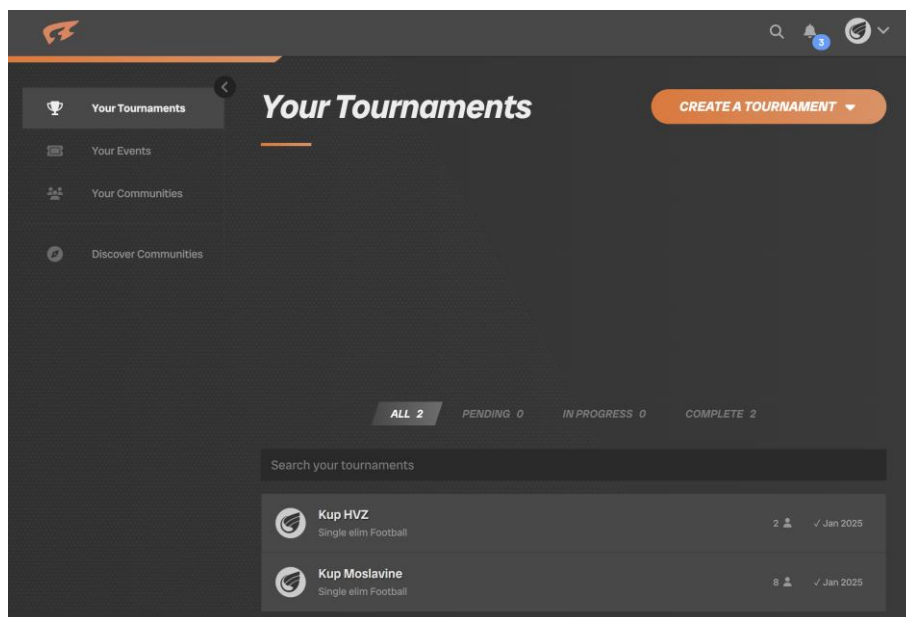 3
Your Tournaments
Your Events
Your Communities
Discover Communities
Your Tournaments
CREATE A TOURNAMENT
ALL 2 PENDING 0 IN PROGRESS 0 COMPLETE 2
Search your tournaments
Kup HVZ
Single elim Football
2 ✓ Jan 2025
Kup Moslavine
Single elim Football
8 ✓ Jan 2025